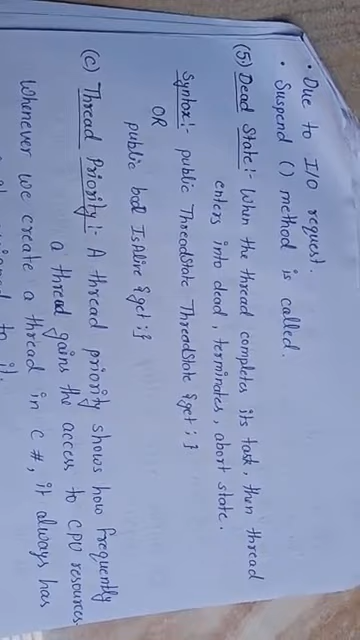 • Due to I/O request.
• Suspend () method is called.
(5) Dead State:- When the thread completes its task, then thread
enters into dead, terminates, abort state.
Syntax:- public ThreadState ThreadState {get;}
OR
public bool IsAlive {get;}
(c) Thread Priority:- A thread priority shows how frequently
a thread gains the access to CPU resources
Whenever we create a thread in C#, it always has
to it.